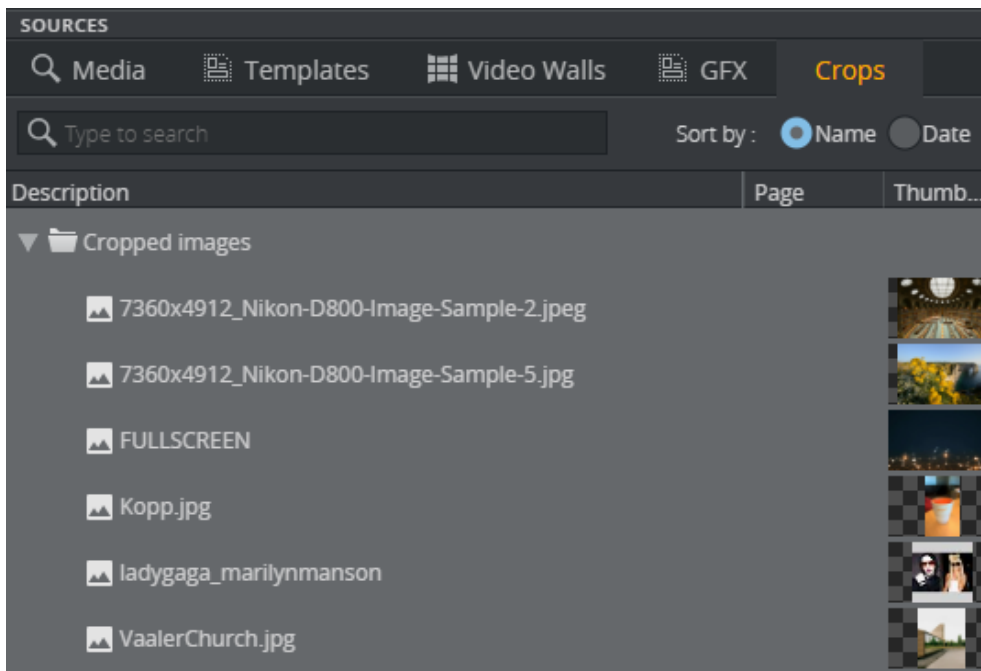 SOURCES
Media Templates Video Walls GFX Crops
Type to search Sort by : Name Date
Description Page Thumb...
Cropped images
7360x4912_Nikon-D800-Image-Sample-2.jpeg
7360x4912_Nikon-D800-Image-Sample-5.jpg
FULLSCREEN
Kopp.jpg
ladygaga_marilynmanson
VaalerChurch.jpg